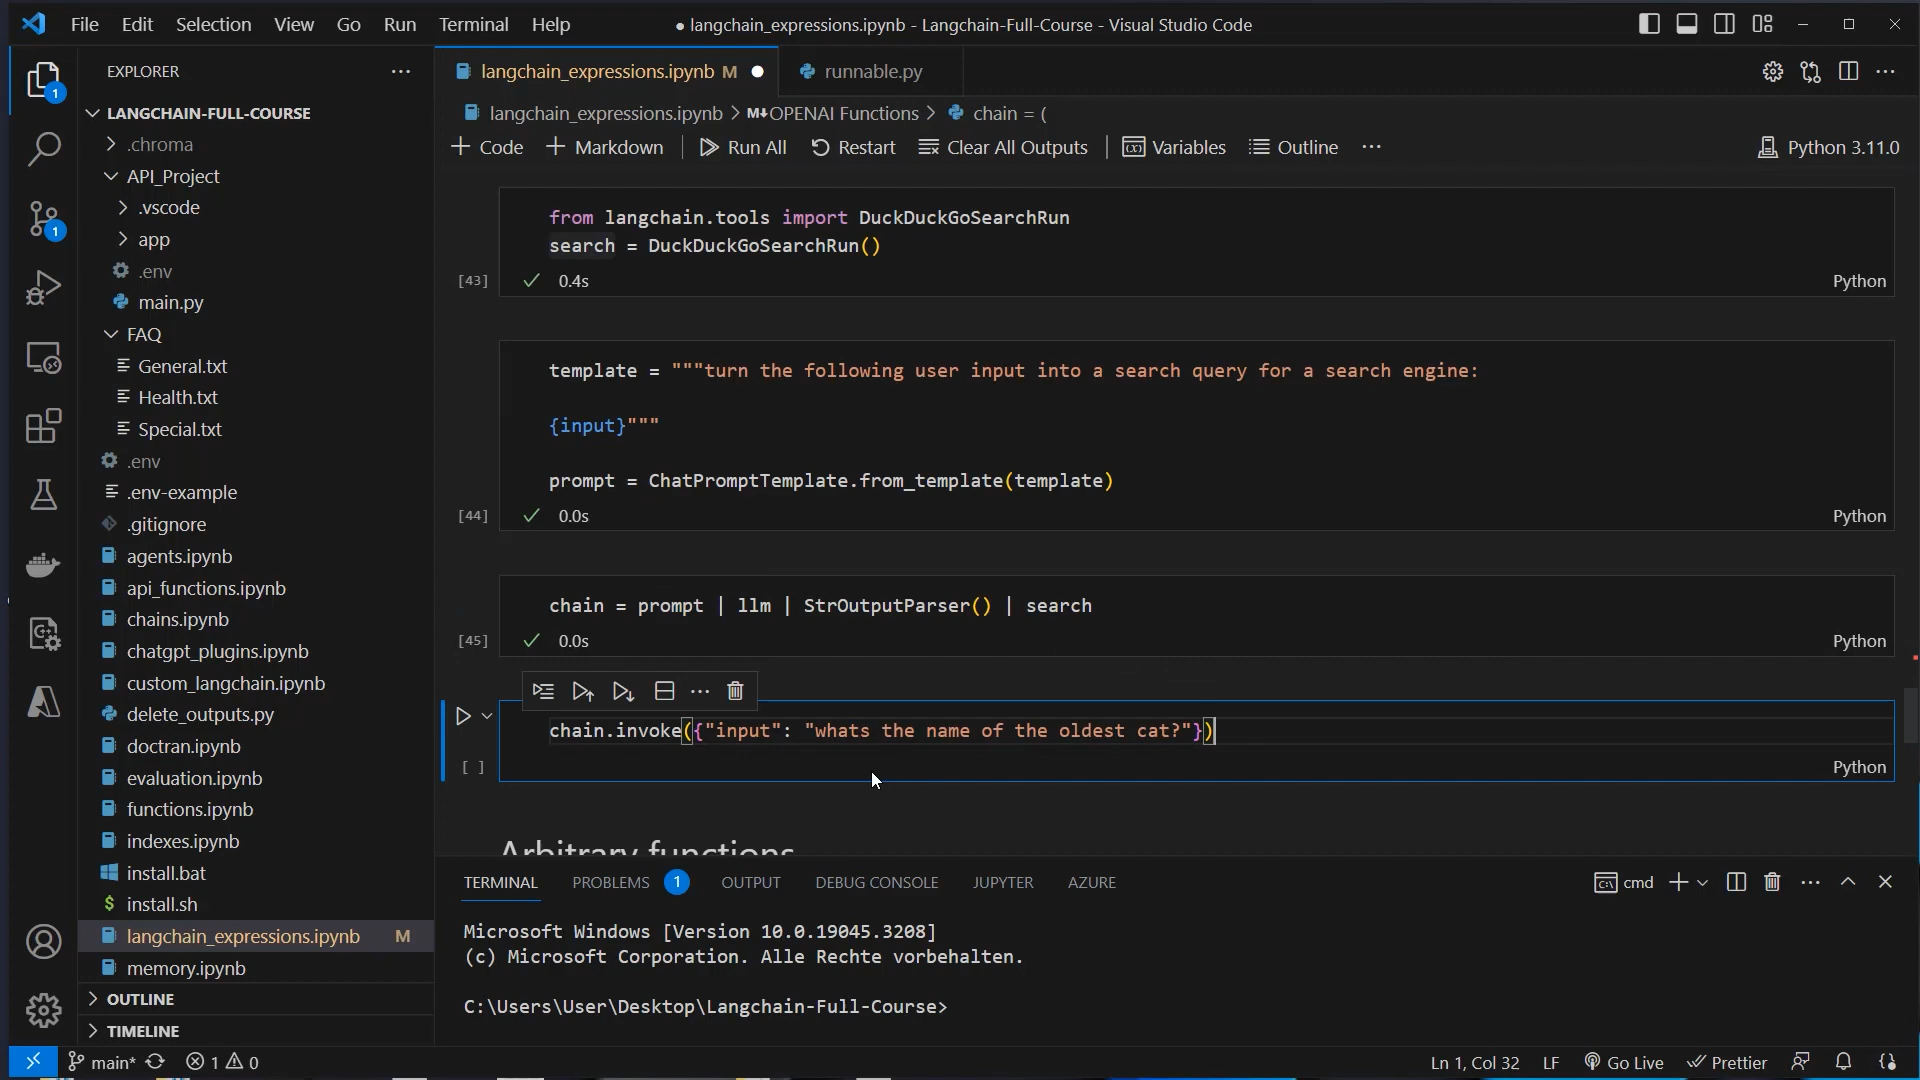 File Edit Selection View Go Run Terminal Help
● langchain_expressions.ipynb - Langchain-Full-Course - Visual Studio Code
EXPLORER
LANGCHAIN-FULL-COURSE
.chroma
API_Project
.vscode
app
.env
main.py
FAQ
General.txt
Health.txt
Special.txt
.env
.env-example
.gitignore
agents.ipynb
api_functions.ipynb
chains.ipynb
chatgpt_plugins.ipynb
custom_langchain.ipynb
delete_outputs.py
doctran.ipynb
evaluation.ipynb
functions.ipynb
indexes.ipynb
install.bat
install.sh
langchain_expressions.ipynb M
memory.ipynb
OUTLINE
TIMELINE
1
1
langchain_expressions.ipynb M
runnable.py
langchain_expressions.ipynb > M↓OPENAI Functions > chain = (
+ Code + Markdown Run All Restart Clear All Outputs Variables Outline ... Python 3.11.0
from langchain.tools import DuckDuckGoSearchRun
search = DuckDuckGoSearchRun()
[43] 0.4s Python
template = """turn the following user input into a search query for a search engine:
{input}"""
prompt = ChatPromptTemplate.from_template(template)
[44] 0.0s Python
chain = prompt | llm | StrOutputParser() | search
[45] 0.0s Python
chain.invoke({"input": "whats the name of the oldest cat?"})
[ ] Python
Arbitrary functions
TERMINAL PROBLEMS 1 OUTPUT DEBUG CONSOLE JUPYTER AZURE cmd
Microsoft Windows [Version 10.0.19045.3208]
(c) Microsoft Corporation. Alle Rechte vorbehalten.
C:\Users\User\Desktop\Langchain-Full-Course>
main* 1 0 Ln 1, Col 32 LF Go Live Prettier